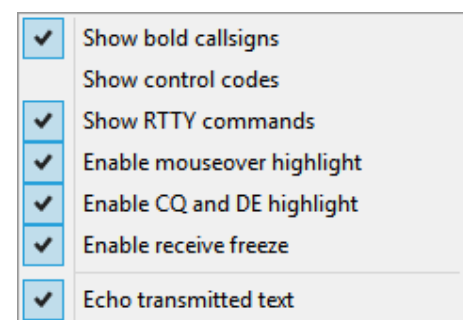 Show bold callsigns
Show control codes
Show RTTY commands
Enable mouseover highlight
Enable CQ and DE highlight
Enable receive freeze
Echo transmitted text